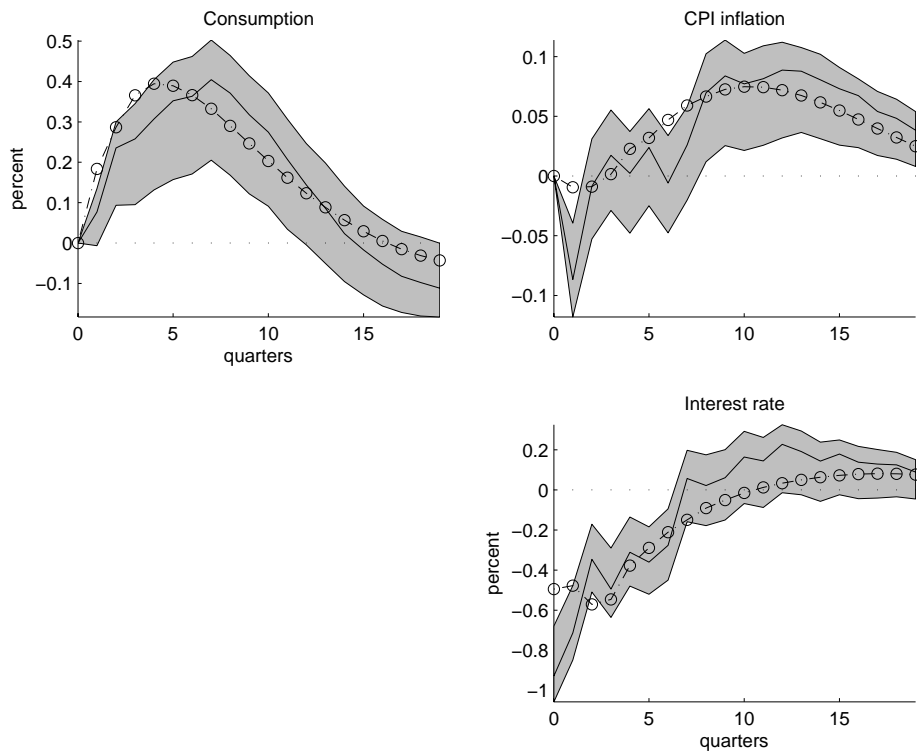 Consumption
0.5
0.4
0.3
0.2
0.1
0
−0.1
percent
0 5 10 15
quarters
CPI inflation
0.1
0.05
0
−0.05
−0.1
0 5 10 15
Interest rate
0.2
0
−0.2
−0.4
−0.6
−0.8
−1
percent
0 5 10 15
quarters